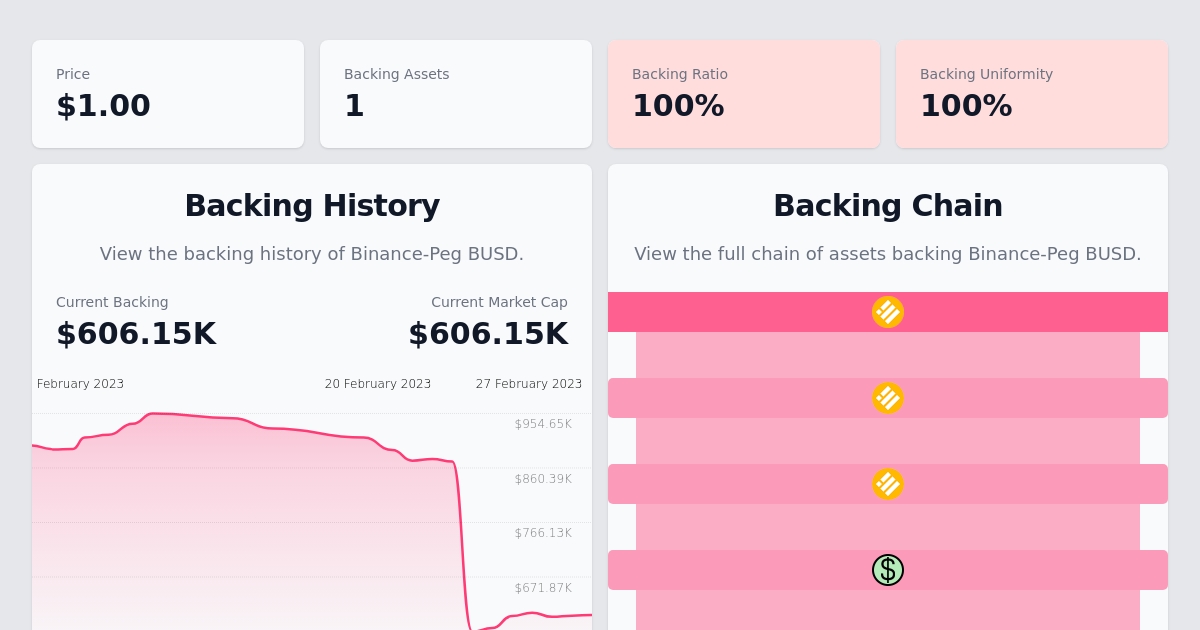 Price
$1.00
Backing Assets
1
Backing Ratio
100%
Backing Uniformity
100%
Backing History
View the backing history of Binance-Peg BUSD.
Current Backing
$606.15K
Current Market Cap
$606.15K
February 2023
20 February 2023
27 February 2023
$954.65K
$860.39K
$766.13K
$671.87K
Backing Chain
View the full chain of assets backing Binance-Peg BUSD.
$